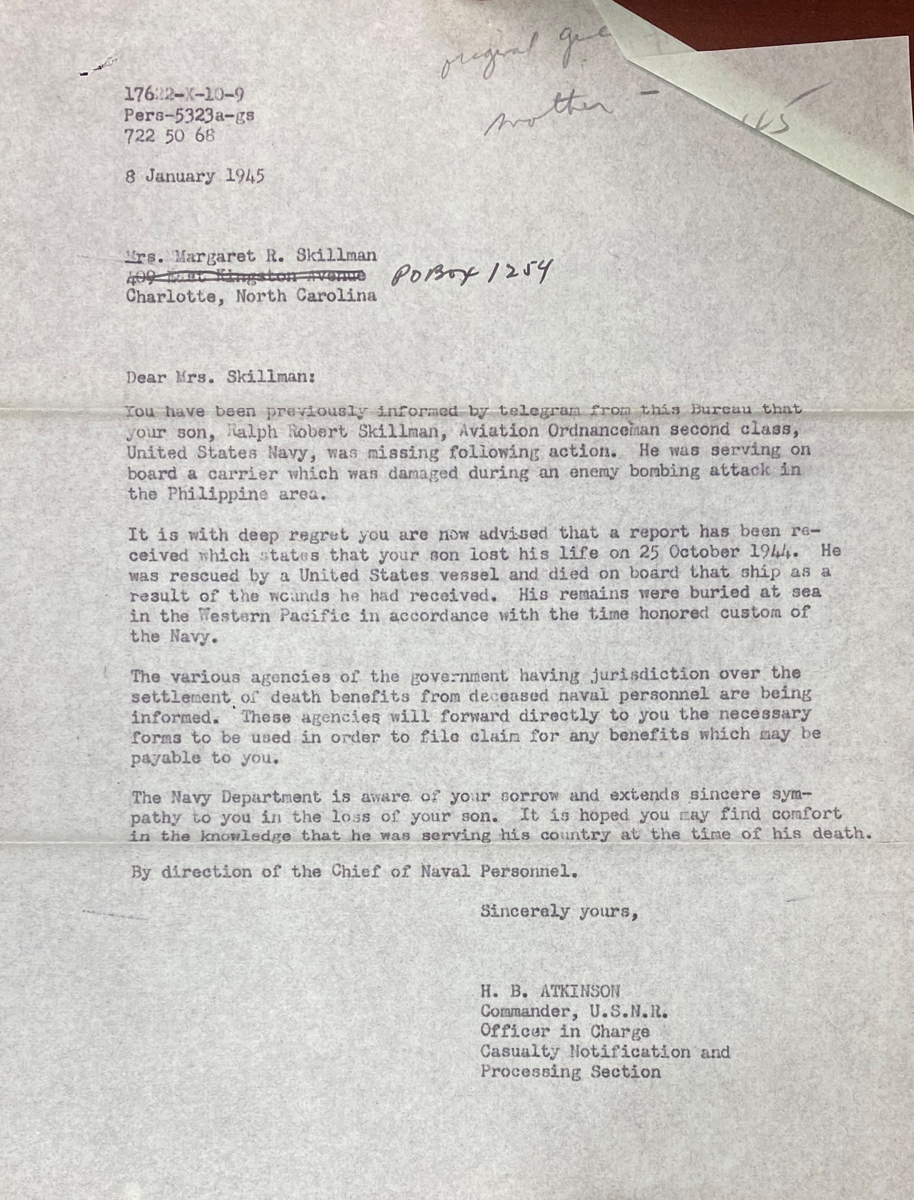 original
mother -
17622-X-10-9
Pers-5323a-gs
722 50 68
8 January 1945
Mrs. Margaret R. Skillman
409 East Kingston Avenue PO Box 1254
Charlotte, North Carolina
Dear Mrs. Skillman:
You have been previously informed by telegram from this Bureau that
your son, Ralph Robert Skillman, Aviation Ordnanceman second class,
United States Navy, was missing following action. He was serving on
board a carrier which was damaged during an enemy bombing attack in
the Philippine area.
It is with deep regret you are now advised that a report has been re-
ceived which states that your son lost his life on 25 October 1944. He
was rescued by a United States vessel and died on board that ship as a
result of the wounds he had received. His remains were buried at sea
in the Western Pacific in accordance with the time honored custom of
the Navy.
The various agencies of the government having jurisdiction over the
settlement of death benefits from deceased naval personnel are being
informed. These agencies will forward directly to you the necessary
forms to be used in order to file claim for any benefits which may be
payable to you.
The Navy Department is aware of your sorrow and extends sincere sym-
pathy to you in the loss of your son. It is hoped you may find comfort
in the knowledge that he was serving his country at the time of his death.
By direction of the Chief of Naval Personnel.
Sincerely yours,
H. B. ATKINSON
Commander, U.S.N.R.
Officer in Charge
Casualty Notification and
Processing Section